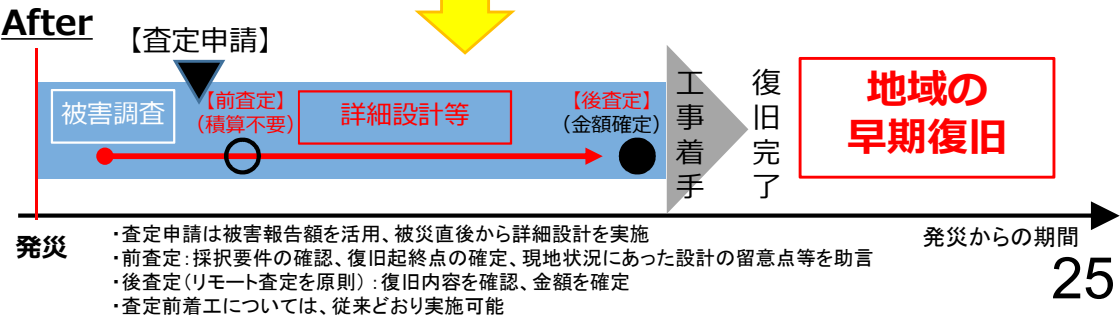 After
【査定申請】
被害調査
【前査定】
(積算不要)
詳細設計等
【後査定】
(金額確定)
工事着手
復旧完了
地域の
早期復旧
発災
発災からの期間
・査定申請は被害報告額を活用、被災直後から詳細設計を実施
・前査定：採択要件の確認、復旧起終点の確定、現地状況にあった設計の留意点等を助言
・後査定（リモート査定を原則）：復旧内容を確認、金額を確定
・査定前着工については、従来どおり実施可能
25